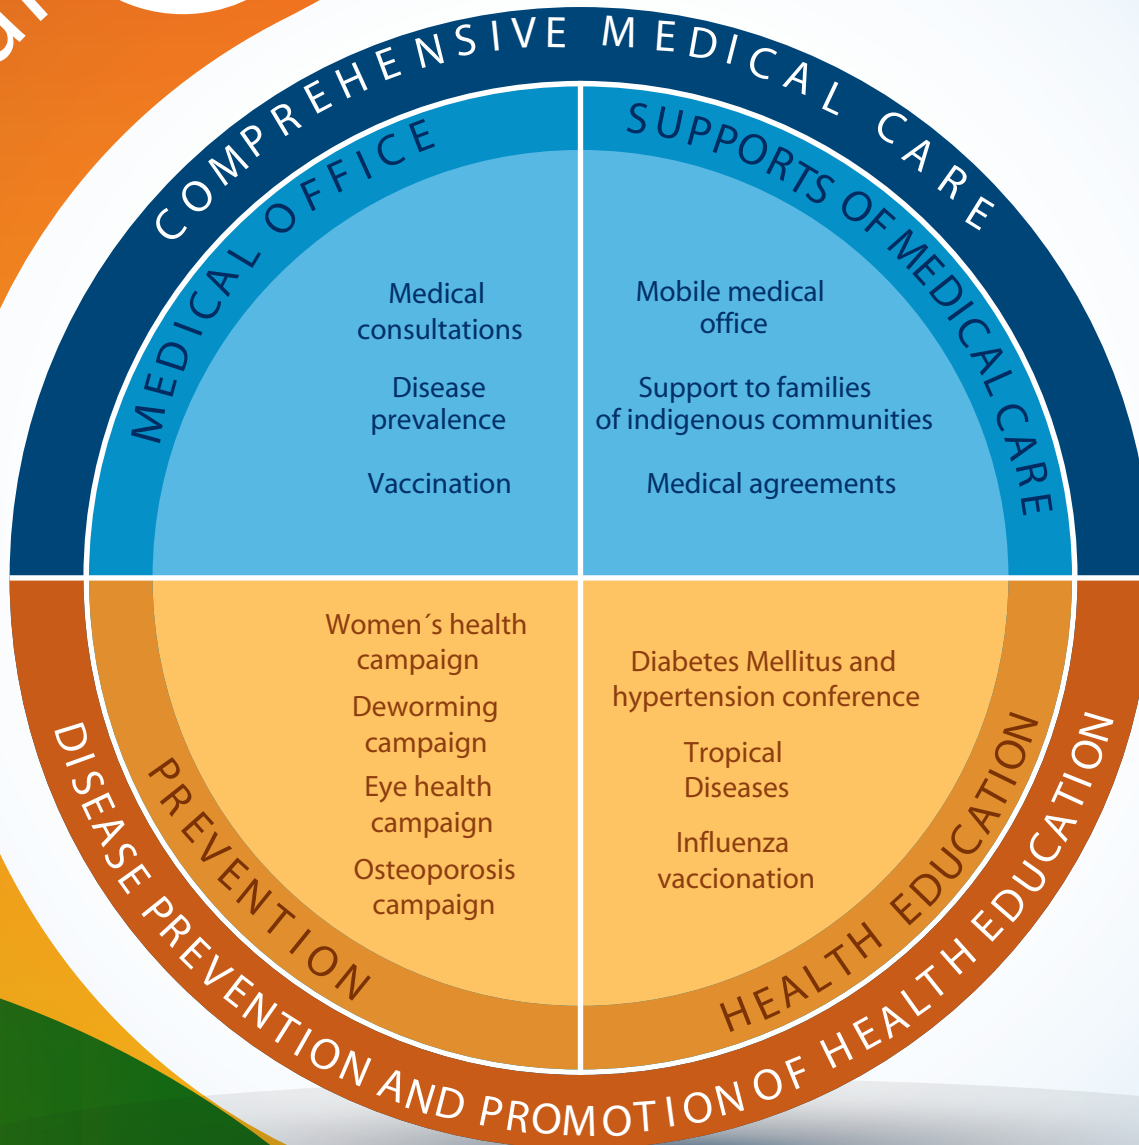 COMPREHENSIVE MEDICAL CARE
MEDICAL OFFICE
Medical
consultations
Disease
prevalence
Vaccination
SUPPORTS OF MEDICAL CARE
Mobile medical
office
Support to families
of indigenous communities
Medical agreements
PREVENTION
Women´s health
campaign
Deworming
campaign
Eye health
campaign
Osteoporosis
campaign
HEALTH EDUCATION
Diabetes Mellitus and
hypertension conference
Tropical
Diseases
Influenza
vaccionation
DISEASE PREVENTION AND PROMOTION OF HEALTH EDUCATION